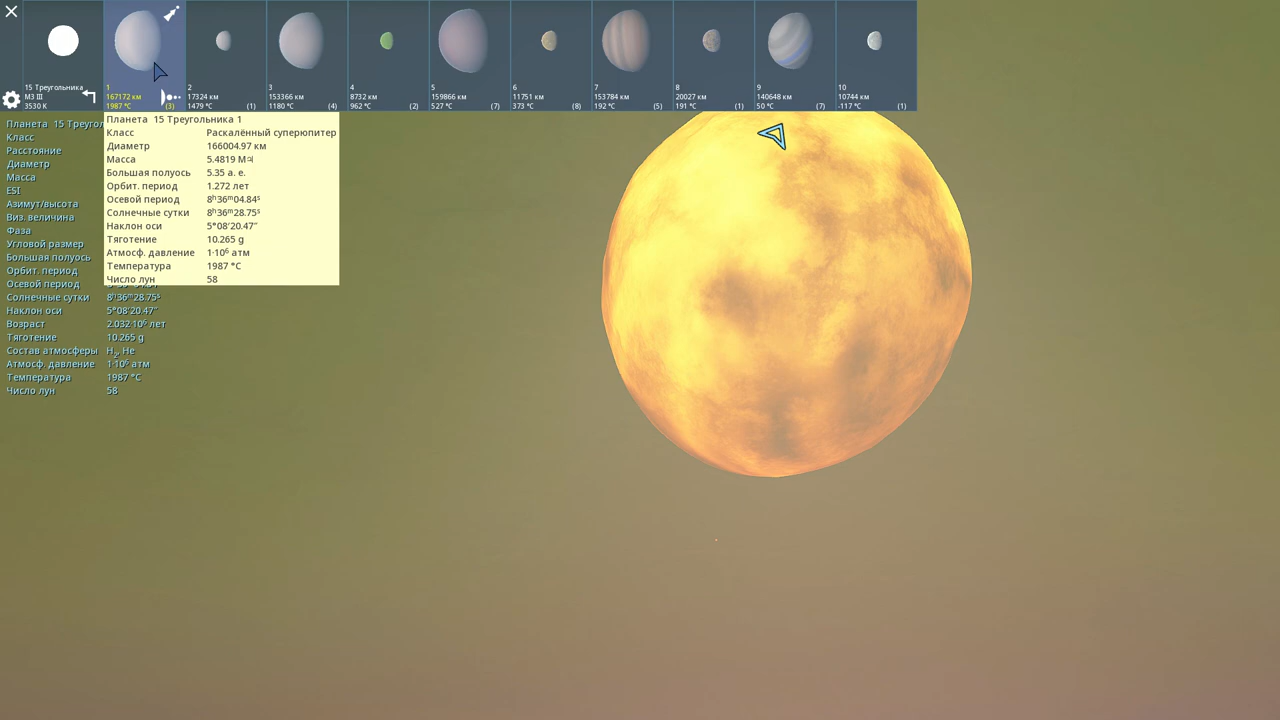 15 Треугольника
M3 III
3530 K
1
167172 км
1987 °C (3)
2
17324 км
1479 °C (1)
3
153366 км
1180 °C (4)
4
8732 км
962 °C (2)
5
159866 км
527 °C (7)
6
11751 км
373 °C (8)
7
153784 км
192 °C (5)
8
20027 км
191 °C (1)
9
140648 км
50 °C (7)
10
10744 км
-117 °C (1)
Планета 15 Треугольника 1
Класс Раскалённый суперюпитер
Диаметр 166004.97 км
Масса 5.4819 M♃
Большая полуось 5.35 а. е.
Орбит. период 1.272 лет
Осевой период 8ʰ36ᵐ04.84ˢ
Солнечные сутки 8ʰ36ᵐ28.75ˢ
Наклон оси 5°08′20.47″
Тяготение 10.265 g
Атмосф. давление 1·10⁶ атм
Температура 1987 °C
Число лун 58
Планета 15 Треугол
Класс
Расстояние
Диаметр
Масса
ESI
Азимут/высота
Виз. величина
Фаза
Угловой размер
Большая полуось
Орбит. период
Осевой период
Солнечные сутки 8ʰ36ᵐ28.75ˢ
Наклон оси 5°08′20.47″
Возраст 2.032·10⁶ лет
Тяготение 10.265 g
Состав атмосферы H₂, He
Атмосф. давление 1·10⁶ атм
Температура 1987 °C
Число лун 58